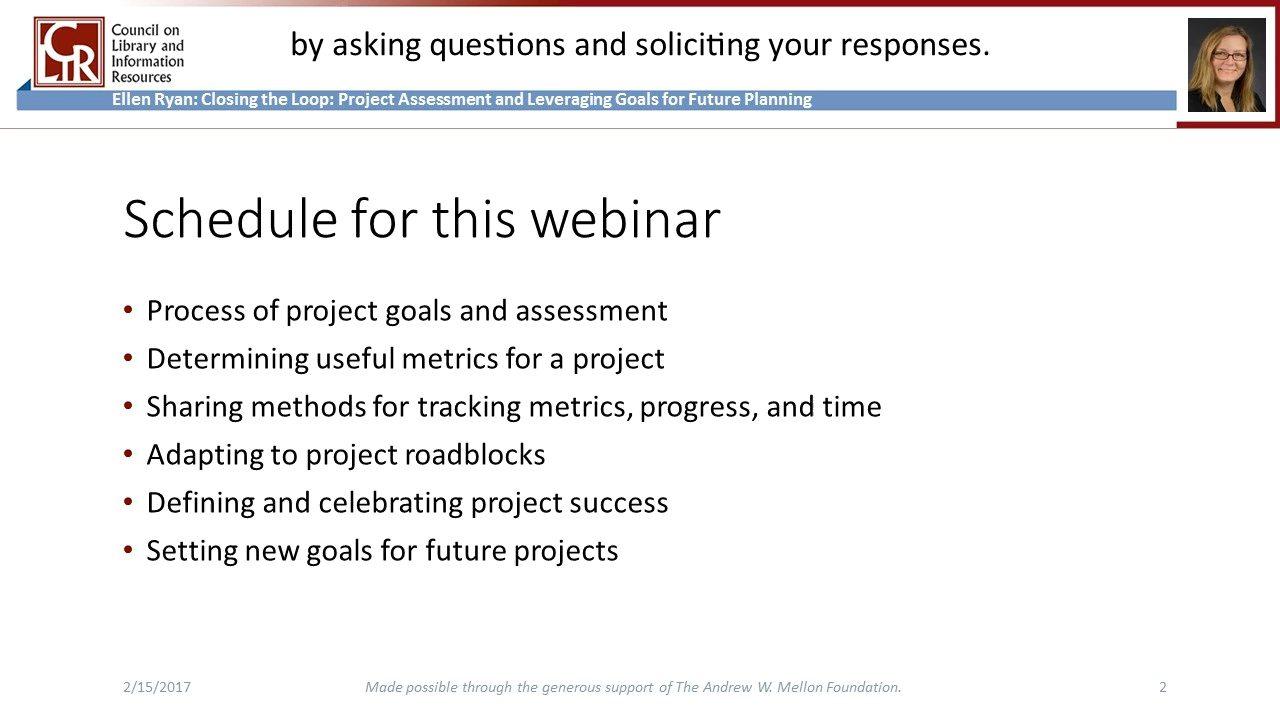 CLIR
Council on
Library and
Information
Resources
by asking questions and soliciting your responses.
Ellen Ryan: Closing the Loop: Project Assessment and Leveraging Goals for Future Planning
Schedule for this webinar
• Process of project goals and assessment
• Determining useful metrics for a project
• Sharing methods for tracking metrics, progress, and time
• Adapting to project roadblocks
• Defining and celebrating project success
• Setting new goals for future projects
2/15/2017
Made possible through the generous support of The Andrew W. Mellon Foundation.
2